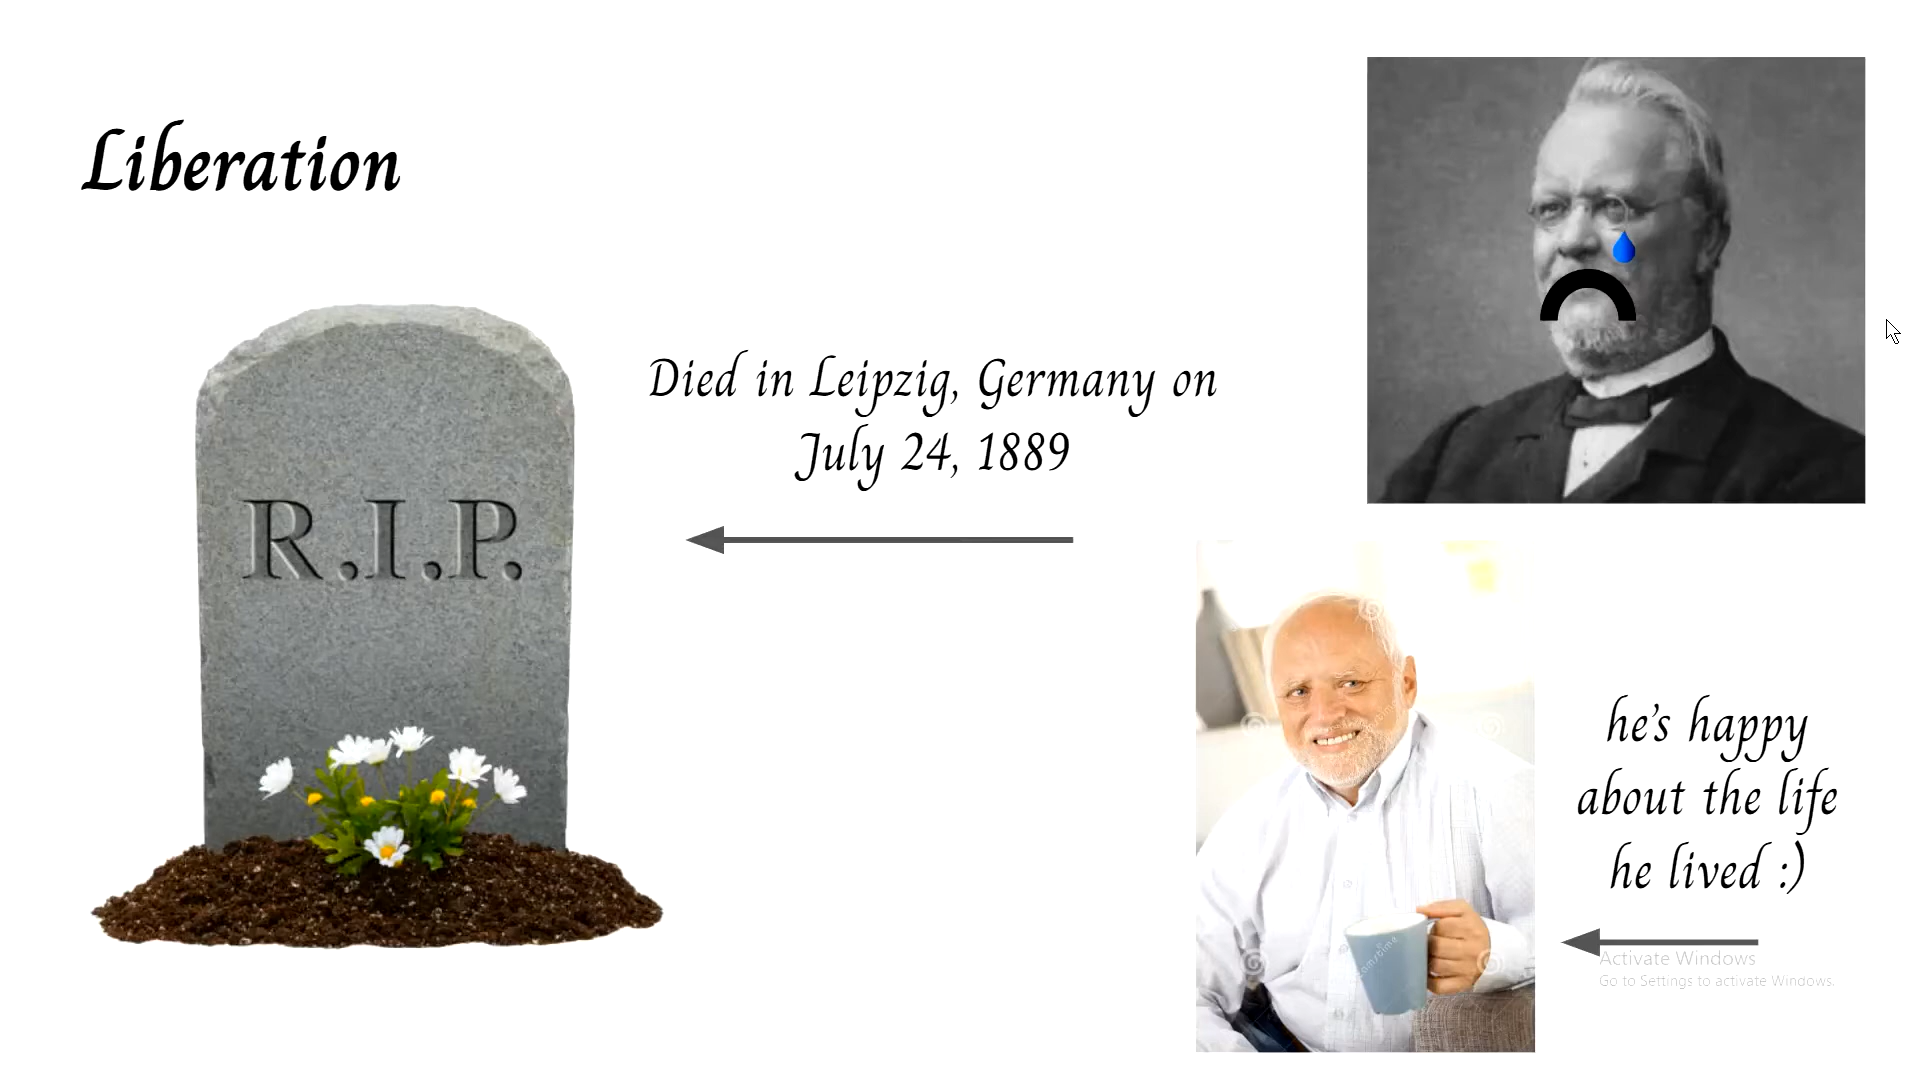 Liberation
Died in Leipzig, Germany on
July 24, 1889
R.I.P.
he's happy
about the life
he lived :)
Activate Windows
Go to Settings to activate Windows.